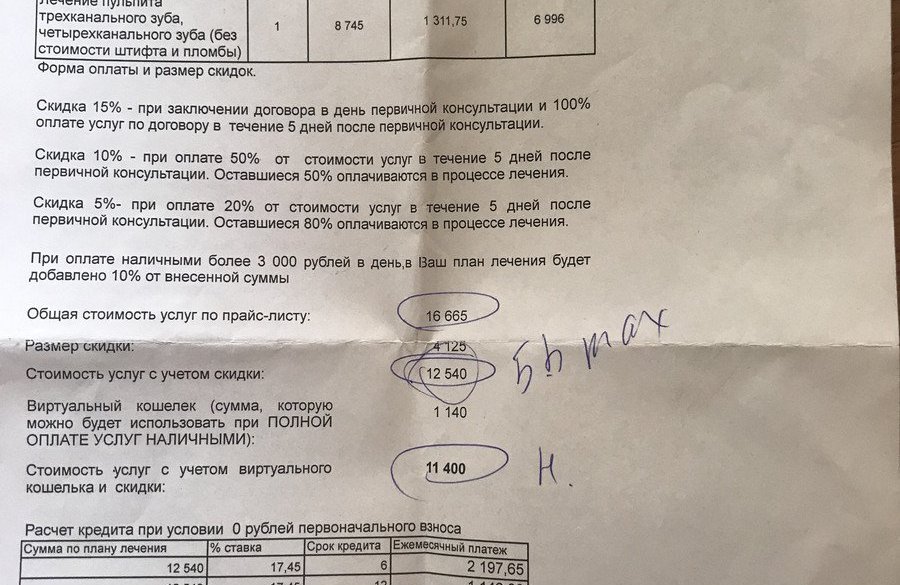 Лечение пульпита
трехканального зуба,
четырехканального зуба (без
стоимости штифта и пломбы)
1
8 745
1 311,75
6 996
Форма оплаты и размер скидок.
Скидка 15% - при заключении договора в день первичной консультации и 100%
оплате услуг по договору в течение 5 дней после первичной консультации.
Скидка 10% - при оплате 50% от стоимости услуг в течение 5 дней после
первичной консультации. Оставшиеся 50% оплачиваются в процессе лечения.
Скидка 5%- при оплате 20% от стоимости услуг в течение 5 дней после
первичной консультации. Оставшиеся 80% оплачиваются в процессе лечения.
При оплате наличными более 3 000 рублей в день,в Ваш план лечения будет
добавлено 10% от внесенной суммы
Общая стоимость услуг по прайс-листу: 16 665
Размер скидки: 4 125
Стоимость услуг с учетом скидки: 12 540
max
Виртуальный кошелек (сумма, которую
можно будет использовать при ПОЛНОЙ
ОПЛАТЕ УСЛУГ НАЛИЧНЫМИ): 1 140
Стоимость услуг с учетом виртуального
кошелька и скидки: 11 400
Н.
Расчет кредита при условии 0 рублей первоначального взноса
Сумма по плану лечения % ставка Срок кредита Ежемесячный платеж
12 540 17,45 6 2 197,65